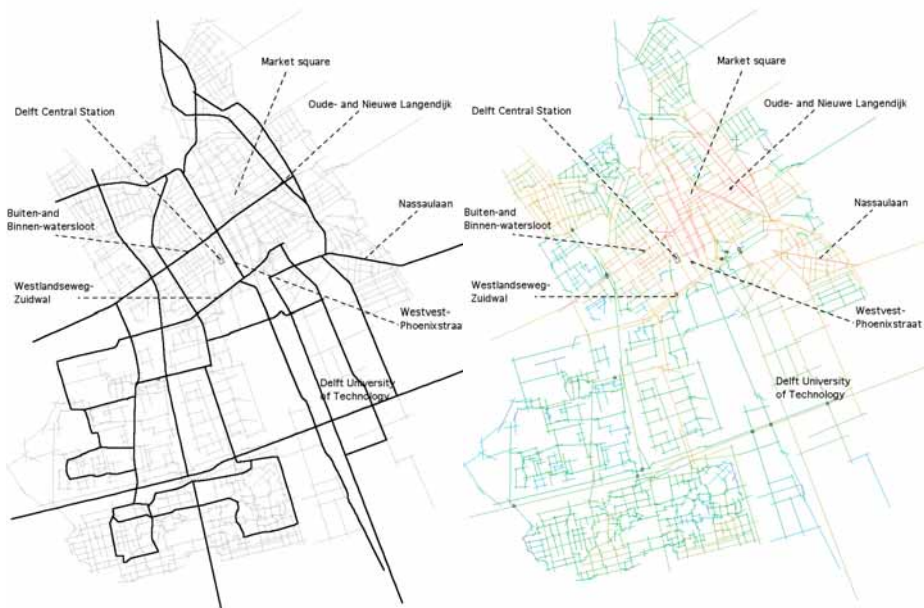 Market square
Delft Central Station
Oude- and Nieuwe Langendijk
Buiten-and
Binnen-watersloot
Nassaulaan
Westlandseweg-
Zuidwal
Westvest-
Phoenixstraa
Delft University
of Technology
Market square
Delft Central Station
Oude- and Nieuwe Langendijk
Buiten-and
Binnen-watersloot
Nassaulaan
Westlandseweg-
Zuidwal
Westvest-
Phoenixstraat
Delft University
of Technology